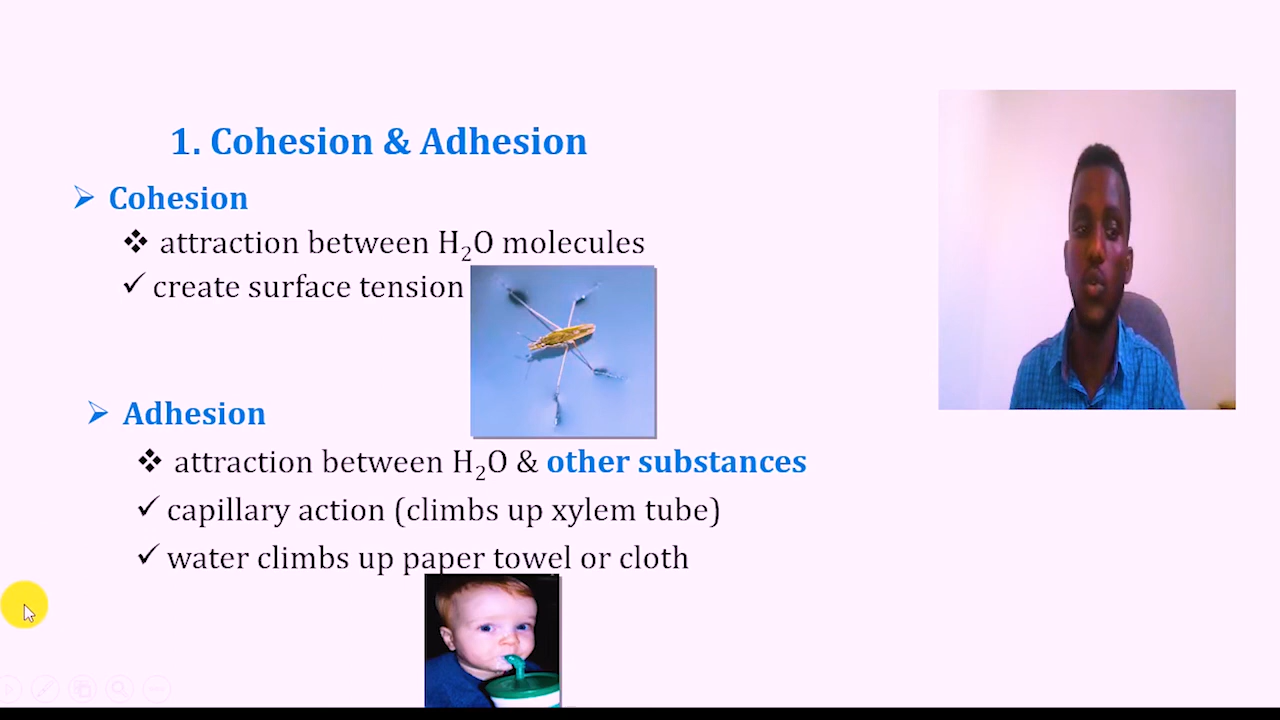 1. Cohesion & Adhesion
➢ Cohesion
❖ attraction between H₂O molecules
✓ create surface tension
➢ Adhesion
❖ attraction between H₂O & other substances
✓ capillary action (climbs up xylem tube)
✓ water climbs up paper towel or cloth